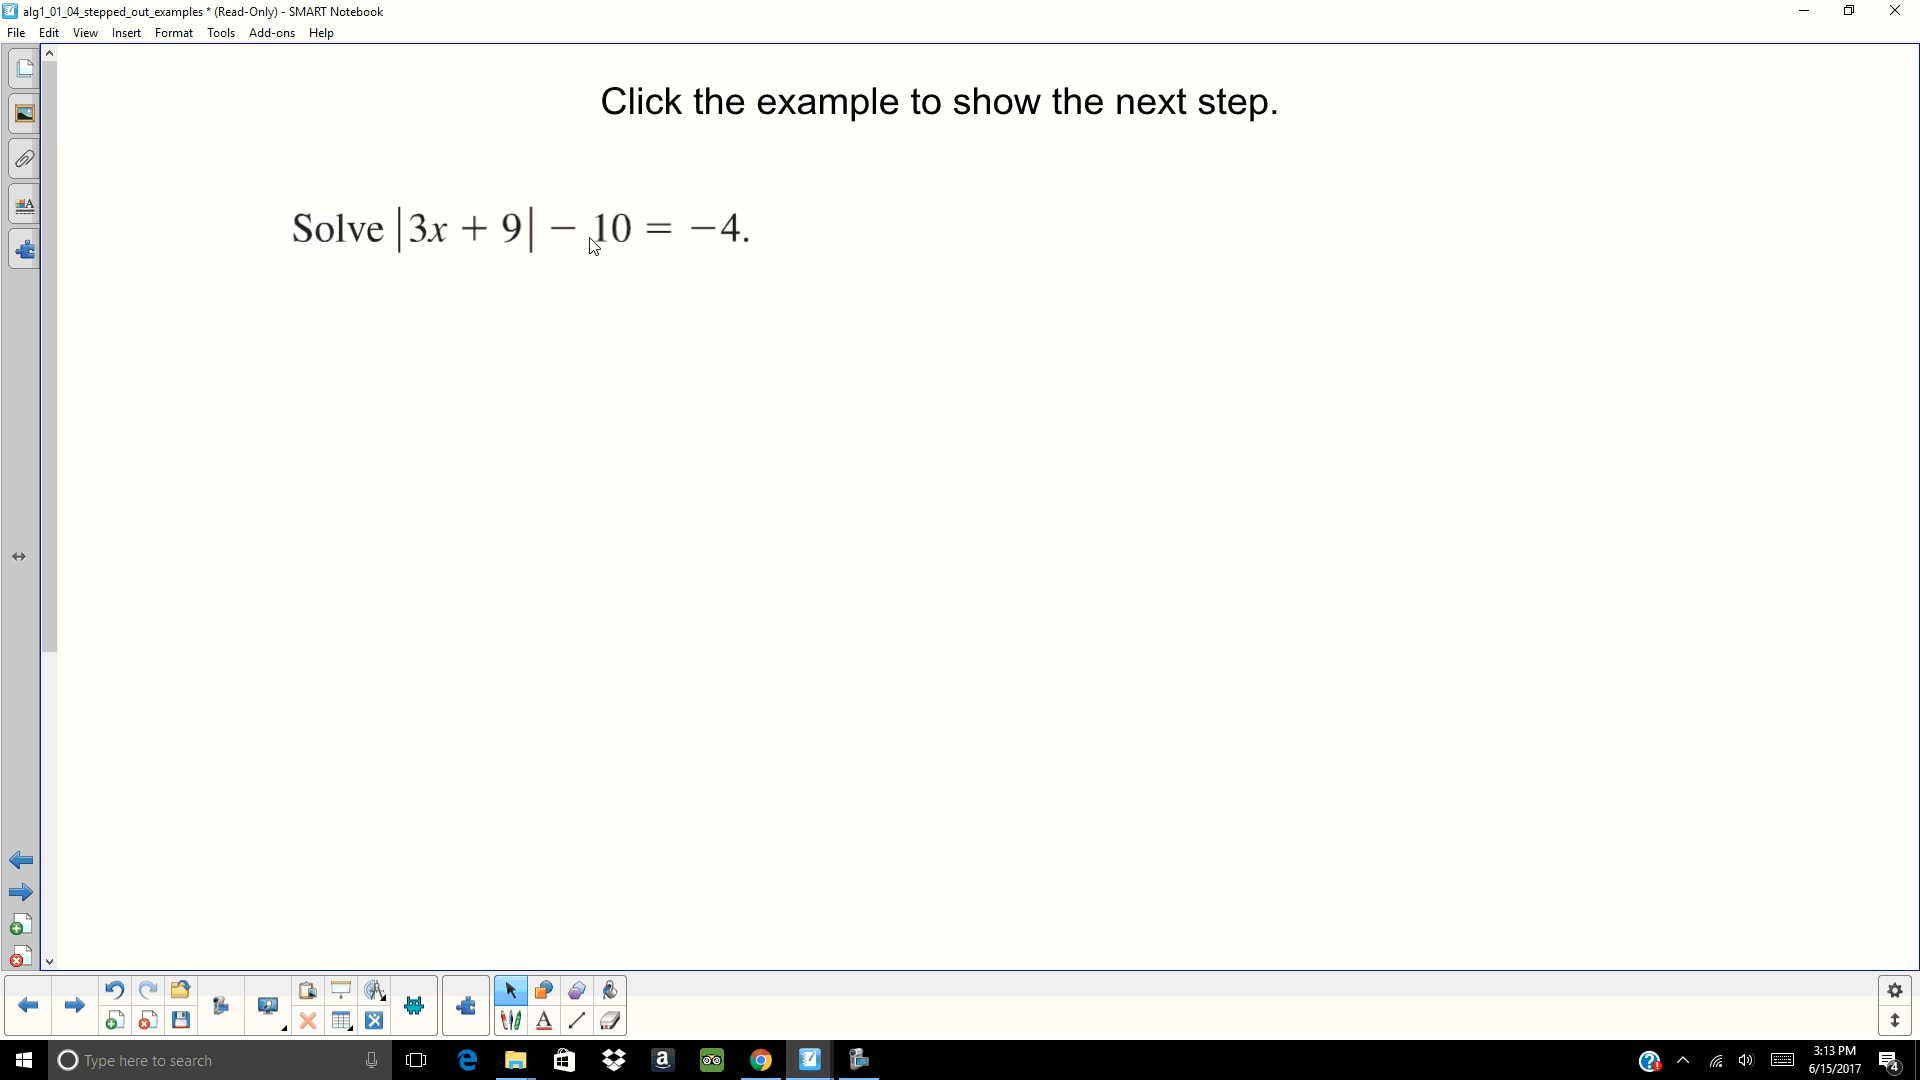 alg1_01_04_stepped_out_examples * (Read-Only) - SMART Notebook
File Edit View Insert Format Tools Add-ons Help
Click the example to show the next step.
Solve |3x + 9| − 10 = −4.
Type here to search
3:13 PM
6/15/2017
4